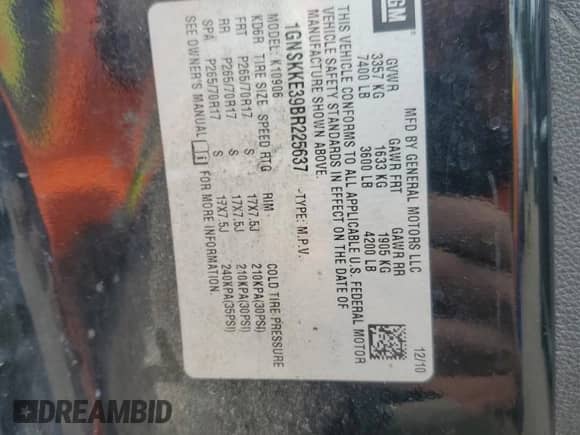 GM
MFD BY GENERAL MOTORS LLC 12/10
GVWR GAWR FRT GAWR RR
3357 KG 1633 KG 1905 KG
7400 LB 3600 LB 4200 LB
THIS VEHICLE CONFORMS TO ALL APPLICABLE U.S. FEDERAL MOTOR
VEHICLE SAFETY STANDARDS IN EFFECT ON THE DATE OF
MANUFACTURE SHOWN ABOVE.
1GNSKKE39BR225637 -TYPE: M.P.V.
MODEL: K10906
KD6R TIRE SIZE SPEED RTG RIM COLD TIRE PRESSURE
FRT P265/70R17 S 17X7.5J 210KPA(30PSI)
RR P265/70R17 S 17X7.5J 210KPA(30PSI)
SPA P265/70R17 S 17X7.5J 240KPA(35PSI)
SEE OWNER'S MANUAL FOR MORE INFORMATION.
DREAMBID